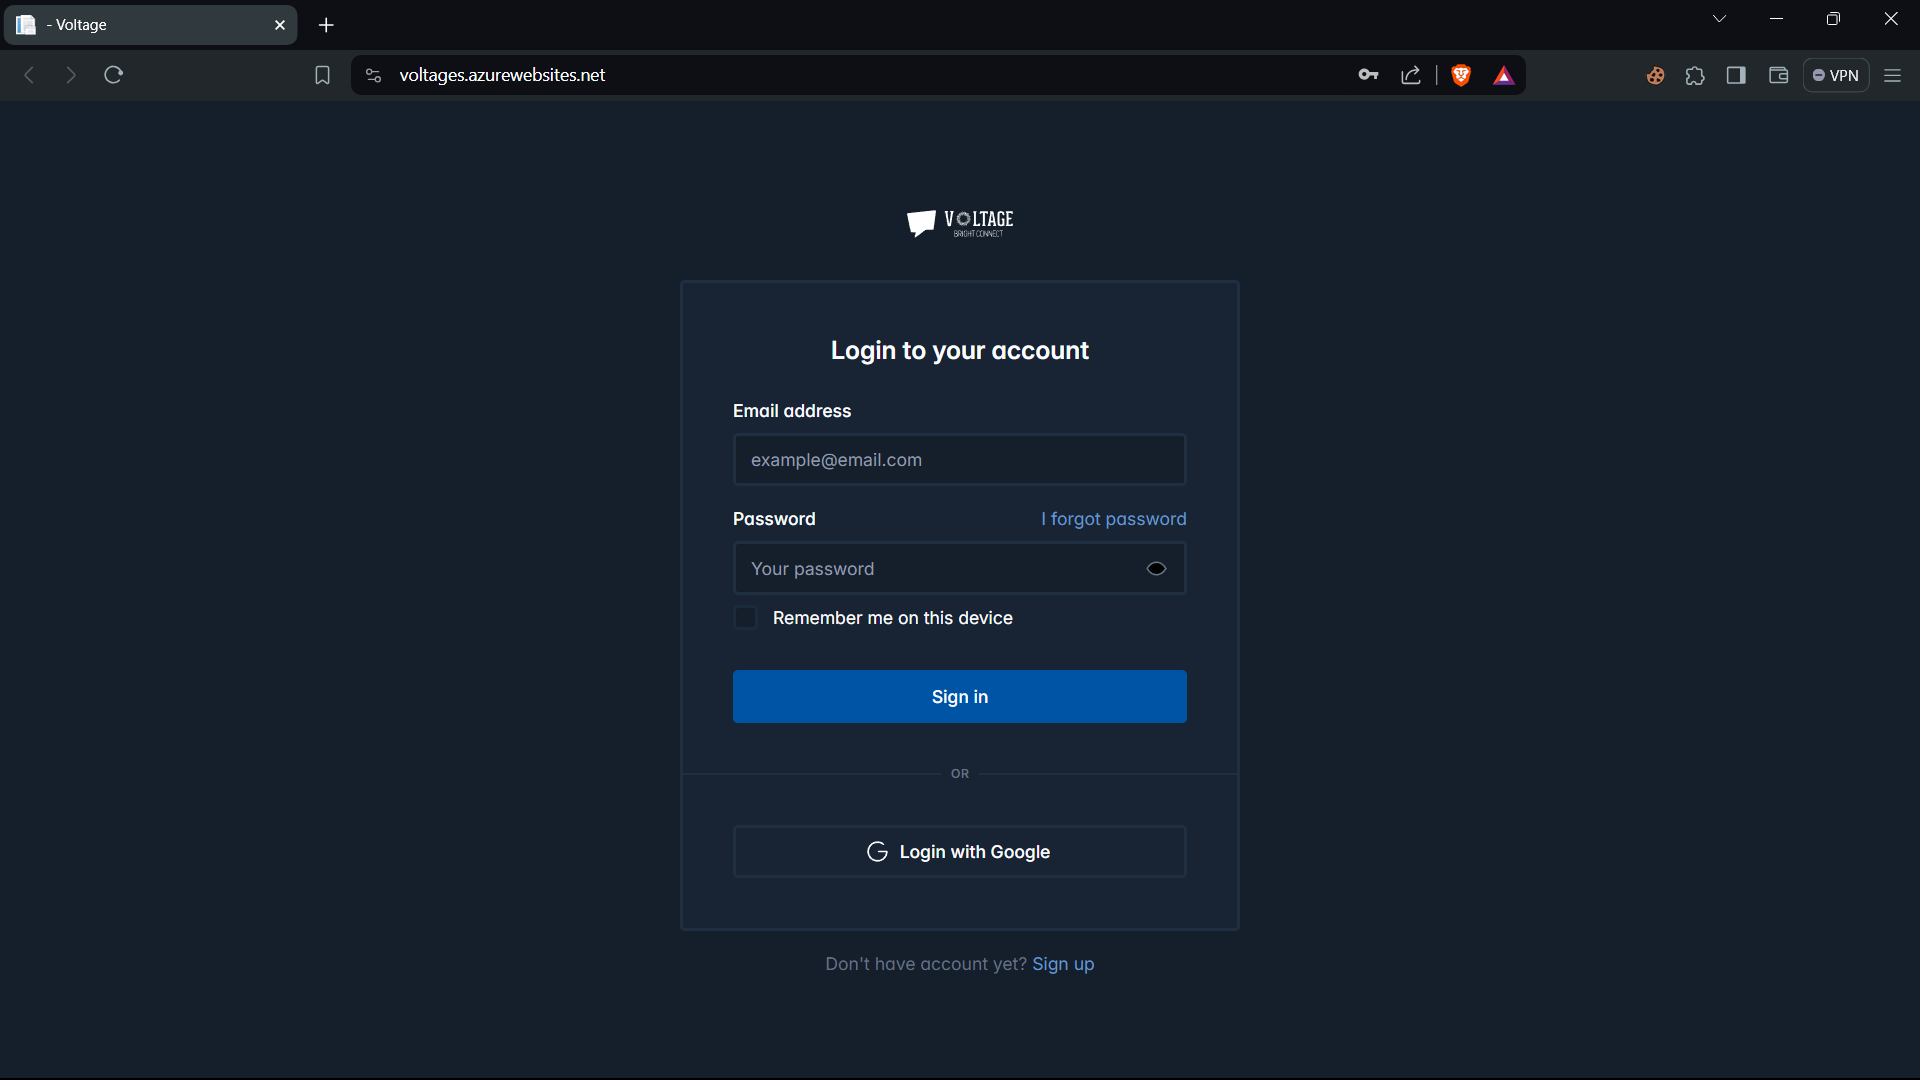 - Voltage
voltages.azurewebsites.net
VPN
VOLTAGE
BRIGHT CONNECT
Login to your account
Email address
example@email.com
Password I forgot password
Your password
Remember me on this device
Sign in
OR
Login with Google
Don't have account yet? Sign up